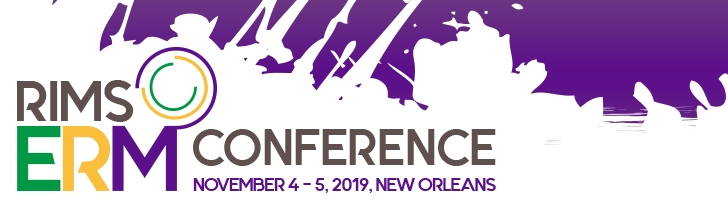 RIMS
ERM CONFERENCE
NOVEMBER 4 - 5, 2019, NEW ORLEANS